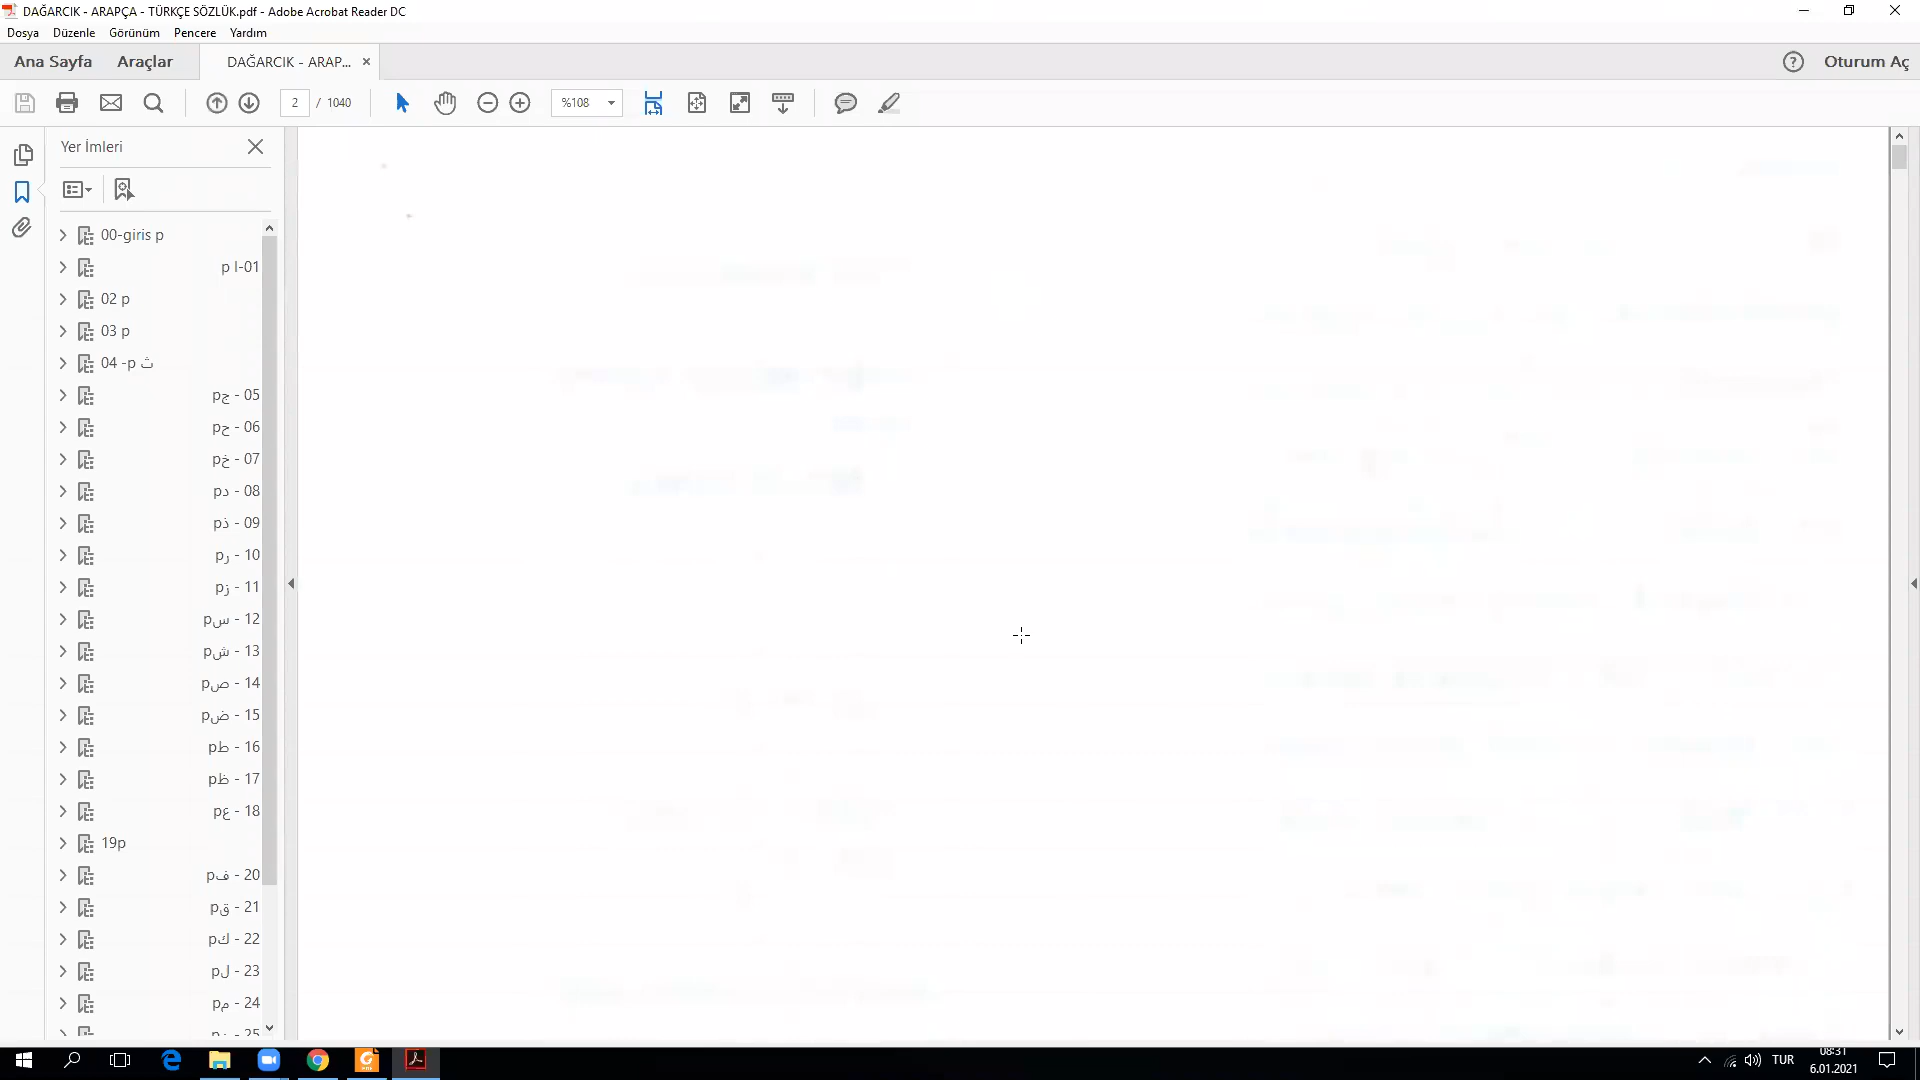 DAĞARCIK - ARAPÇA - TÜRKÇE SÖZLÜK.pdf - Adobe Acrobat Reader DC
Dosya Düzenle Görünüm Pencere Yardım
Ana Sayfa Araçlar DAĞARCIK - ARAP... Oturum Aç
2 / 1040 %108
Yer İmleri
00-giris p
p ا-01
02 p
03 p
04 -p ث
pج - 05
pح - 06
pخ - 07
pد - 08
pذ - 09
pر - 10
pز - 11
pس - 12
pش - 13
pص - 14
pض - 15
pط - 16
pظ - 17
pع - 18
19p
pف - 20
pق - 21
pك - 22
pل - 23
pم - 24
TUR
08:31
6.01.2021